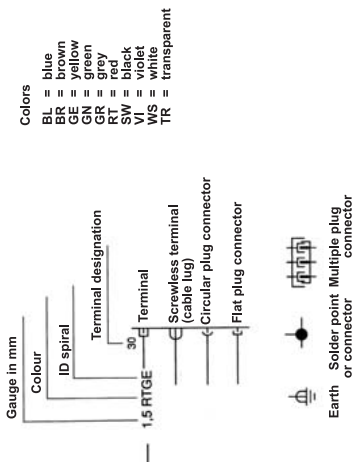 Colors
BL = blue
BR = brown
GE = yellow
GN = green
GR = grey
RT = red
SW = black
VI = violet
WS = white
TR = transparent
Gauge in mm
Colour
ID spiral
Terminal designation
1,5 RTGE
30
Terminal
Screwless terminal
(cable lug)
Circular plug connector
Flat plug connector
Earth
Solder point
or connector
Multiple plug
connector